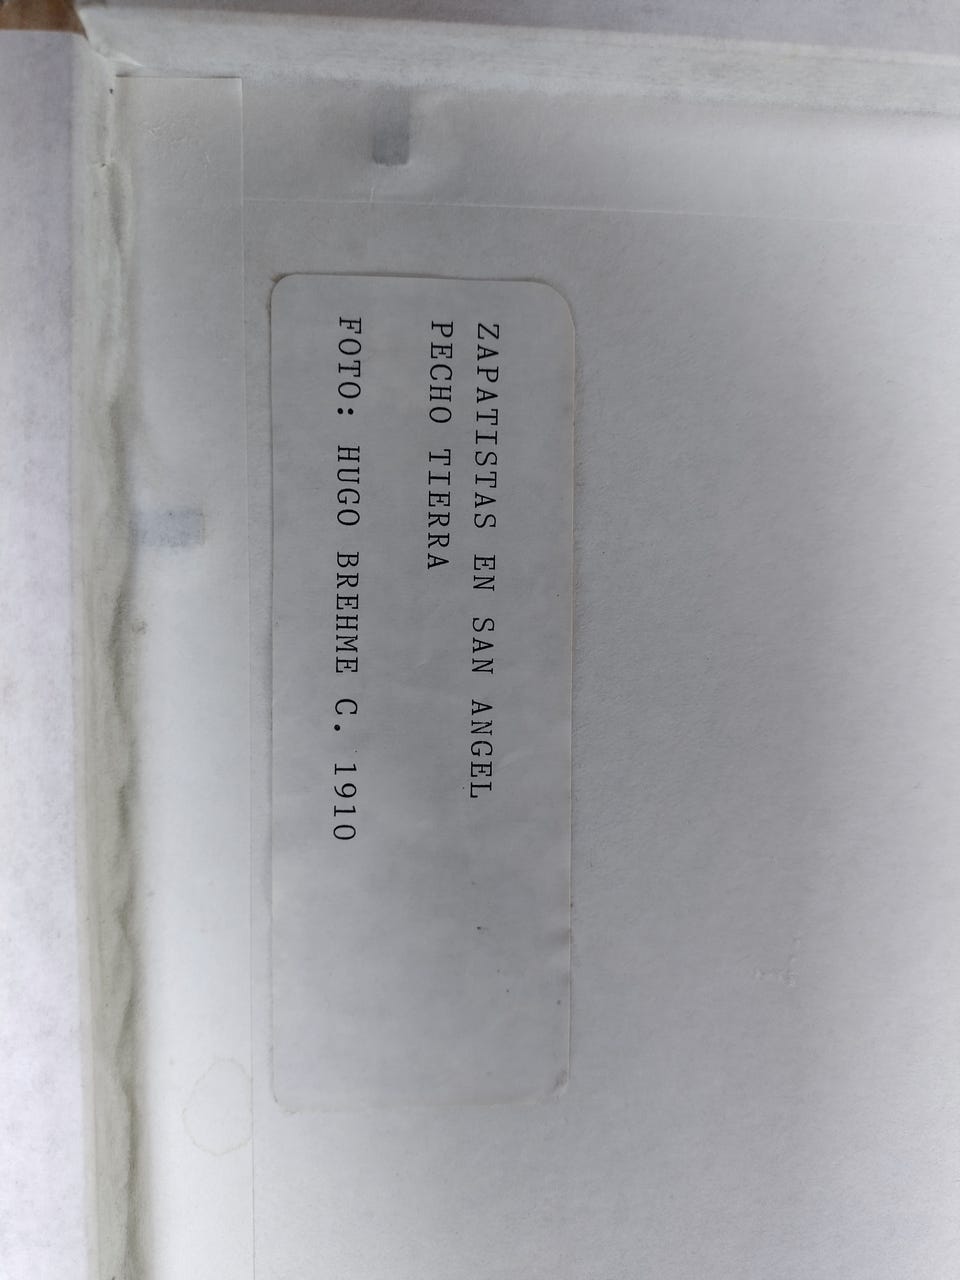 ZAPATISTAS EN SAN ANGEL
PECHO TIERRA
FOTO: HUGO BREHME C. 1910